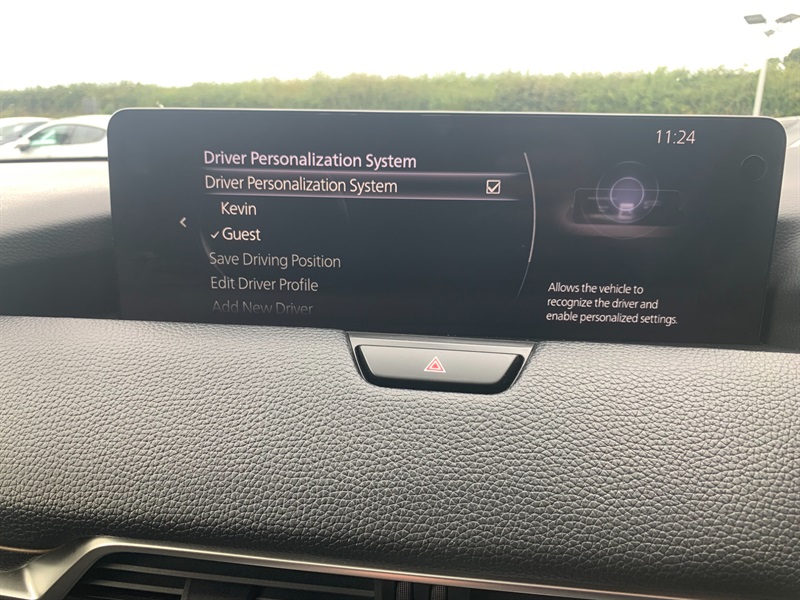 11:24
Driver Personalization System
Driver Personalization System
Kevin
Guest
Save Driving Position
Edit Driver Profile
Add New Driver
Allows the vehicle to
recognize the driver and
enable personalized settings.